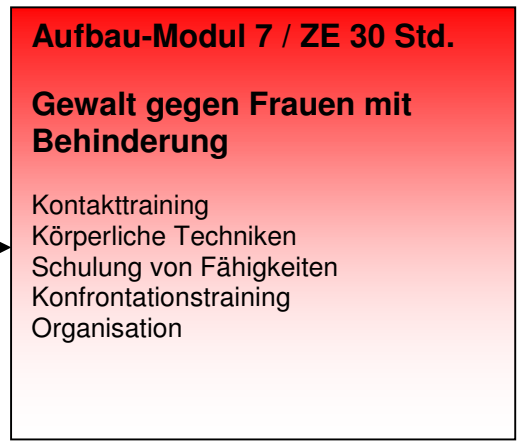 Aufbau-Modul 7 / ZE 30 Std.
Gewalt gegen Frauen mit
Behinderung
Kontakttraining
Körperliche Techniken
Schulung von Fähigkeiten
Konfrontationstraining
Organisation